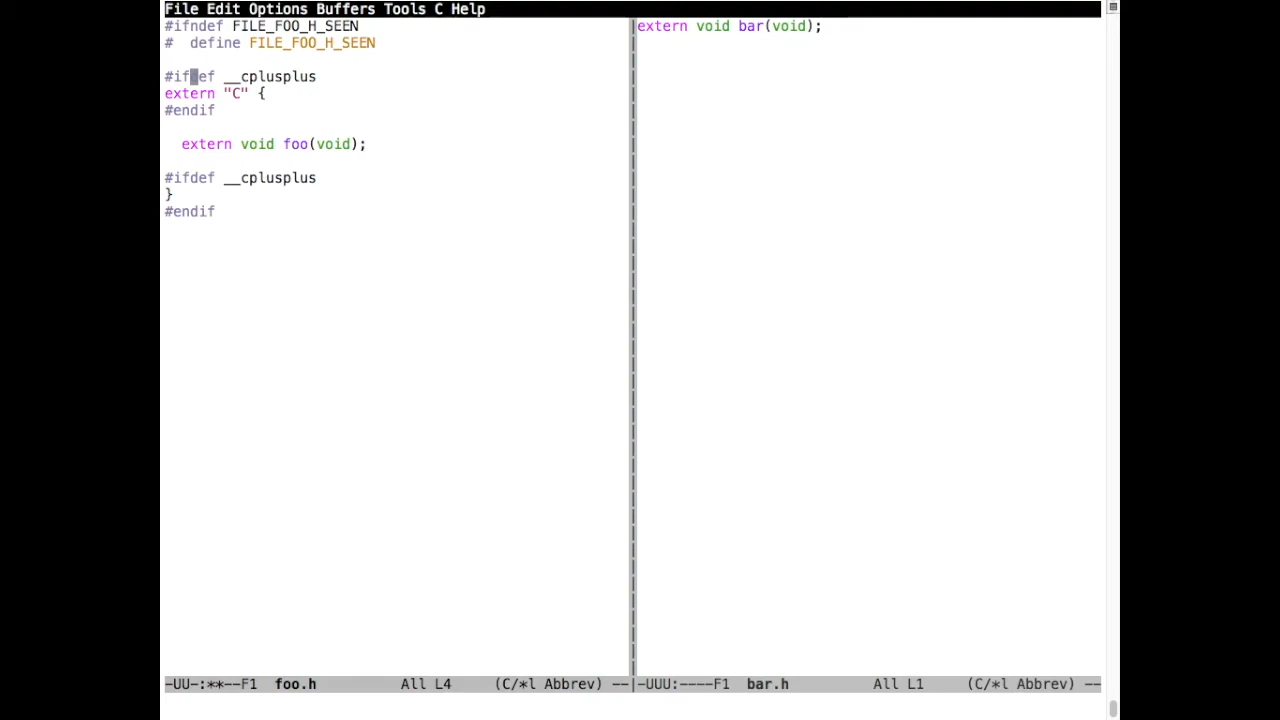 File Edit Options Buffers Tools C Help
#ifndef FILE_FOO_H_SEEN
#  define FILE_FOO_H_SEEN
#ifdef __cplusplus
extern "C" {
#endif
  extern void foo(void);
#ifdef __cplusplus
}
#endif
-UU-:**--F1  foo.h          All L4     (C/*l Abbrev) --
extern void bar(void);
-UUU:----F1  bar.h          All L1     (C/*l Abbrev) --